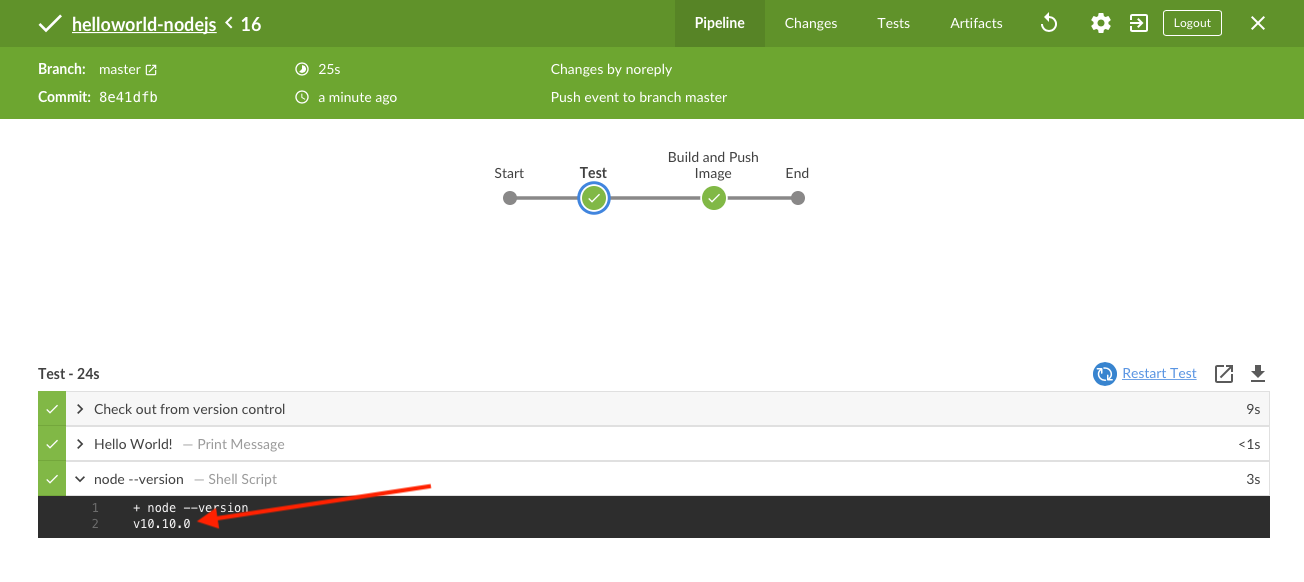 helloworld-nodejs < 16 Pipeline Changes Tests Artifacts Logout
Branch: master 25s Changes by noreply
Commit: 8e41dfb a minute ago Push event to branch master
Build and Push
Start Test Image End
Test - 24s Restart Test
Check out from version control 9s
Hello World! — Print Message <1s
node --version — Shell Script 3s
1 + node --version
2 v10.10.0